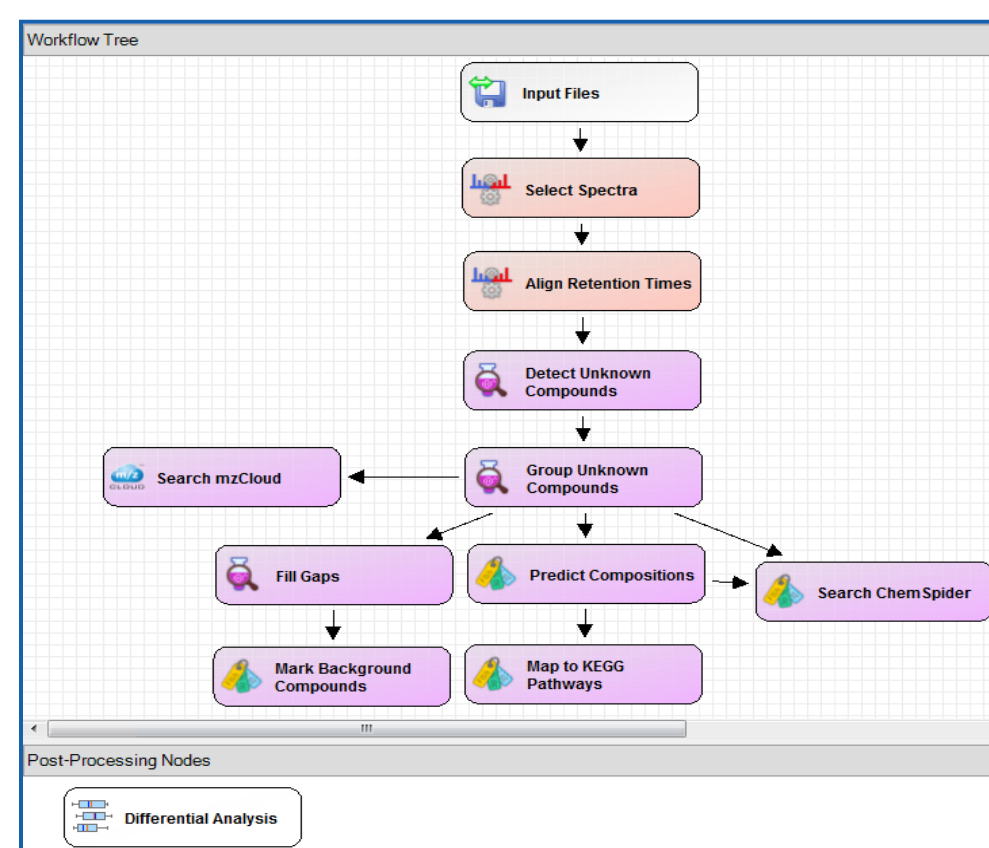 Workflow Tree
Input Files
Select Spectra
Align Retention Times
Detect Unknown
Compounds
m/z
CLOUD
Search mzCloud
Group Unknown
Compounds
Fill Gaps
Predict Compositions
Search ChemSpider
Mark Background
Compounds
Map to KEGG
Pathways
Post-Processing Nodes
Differential Analysis